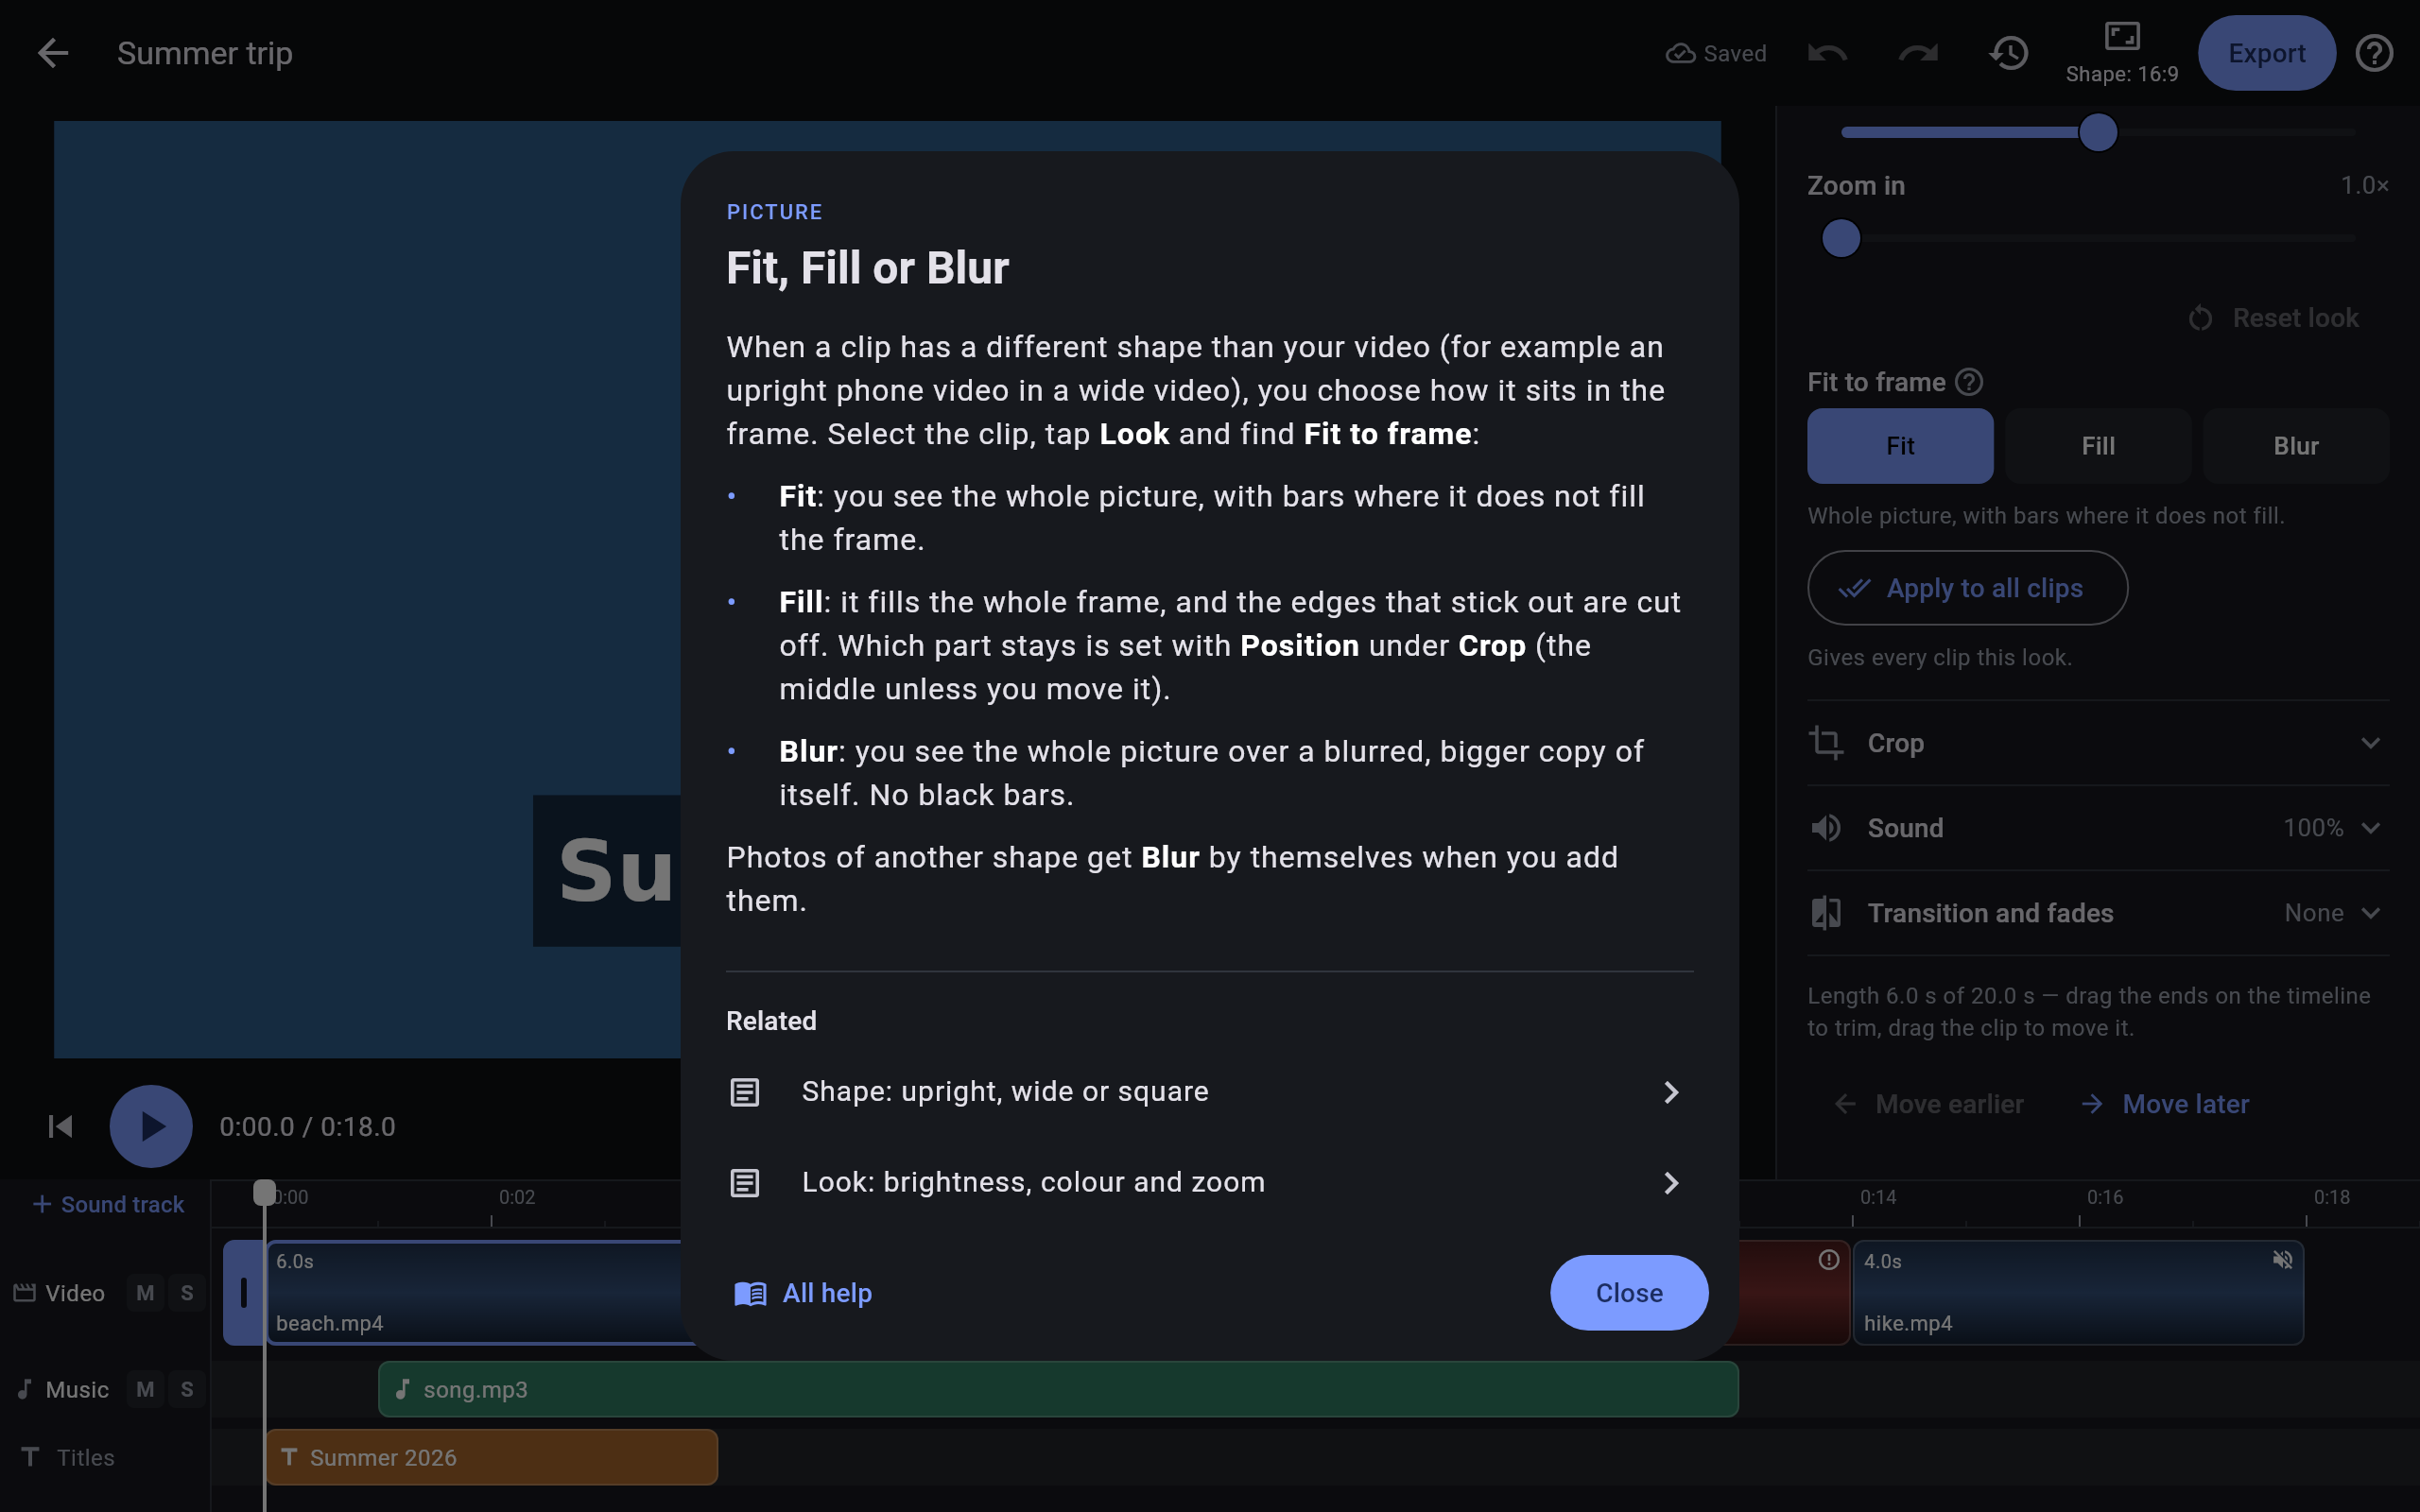 Summer trip
Saved
Shape: 16:9
Export
Zoom in
1.0×
Reset look
Fit to frame
Fit
Fill
Blur
Whole picture, with bars where it does not fill.
Apply to all clips
Gives every clip this look.
Crop
Sound
100%
Transition and fades
None
Length 6.0 s of 20.0 s — drag the ends on the timeline
to trim, drag the clip to move it.
Move earlier
Move later
PICTURE
Fit, Fill or Blur
When a clip has a different shape than your video (for example an
upright phone video in a wide video), you choose how it sits in the
frame. Select the clip, tap Look and find Fit to frame:
• Fit: you see the whole picture, with bars where it does not fill
the frame.
• Fill: it fills the whole frame, and the edges that stick out are cut
off. Which part stays is set with Position under Crop (the
middle unless you move it).
• Blur: you see the whole picture over a blurred, bigger copy of
itself. No black bars.
Photos of another shape get Blur by themselves when you add
them.
Related
Shape: upright, wide or square
Look: brightness, colour and zoom
All help
Close
Su
0:00.0 / 0:18.0
Sound track
0:00
0:02
0:14
0:16
0:18
Video
M
S
6.0s
beach.mp4
4.0s
hike.mp4
Music
M
S
song.mp3
Titles
Summer 2026